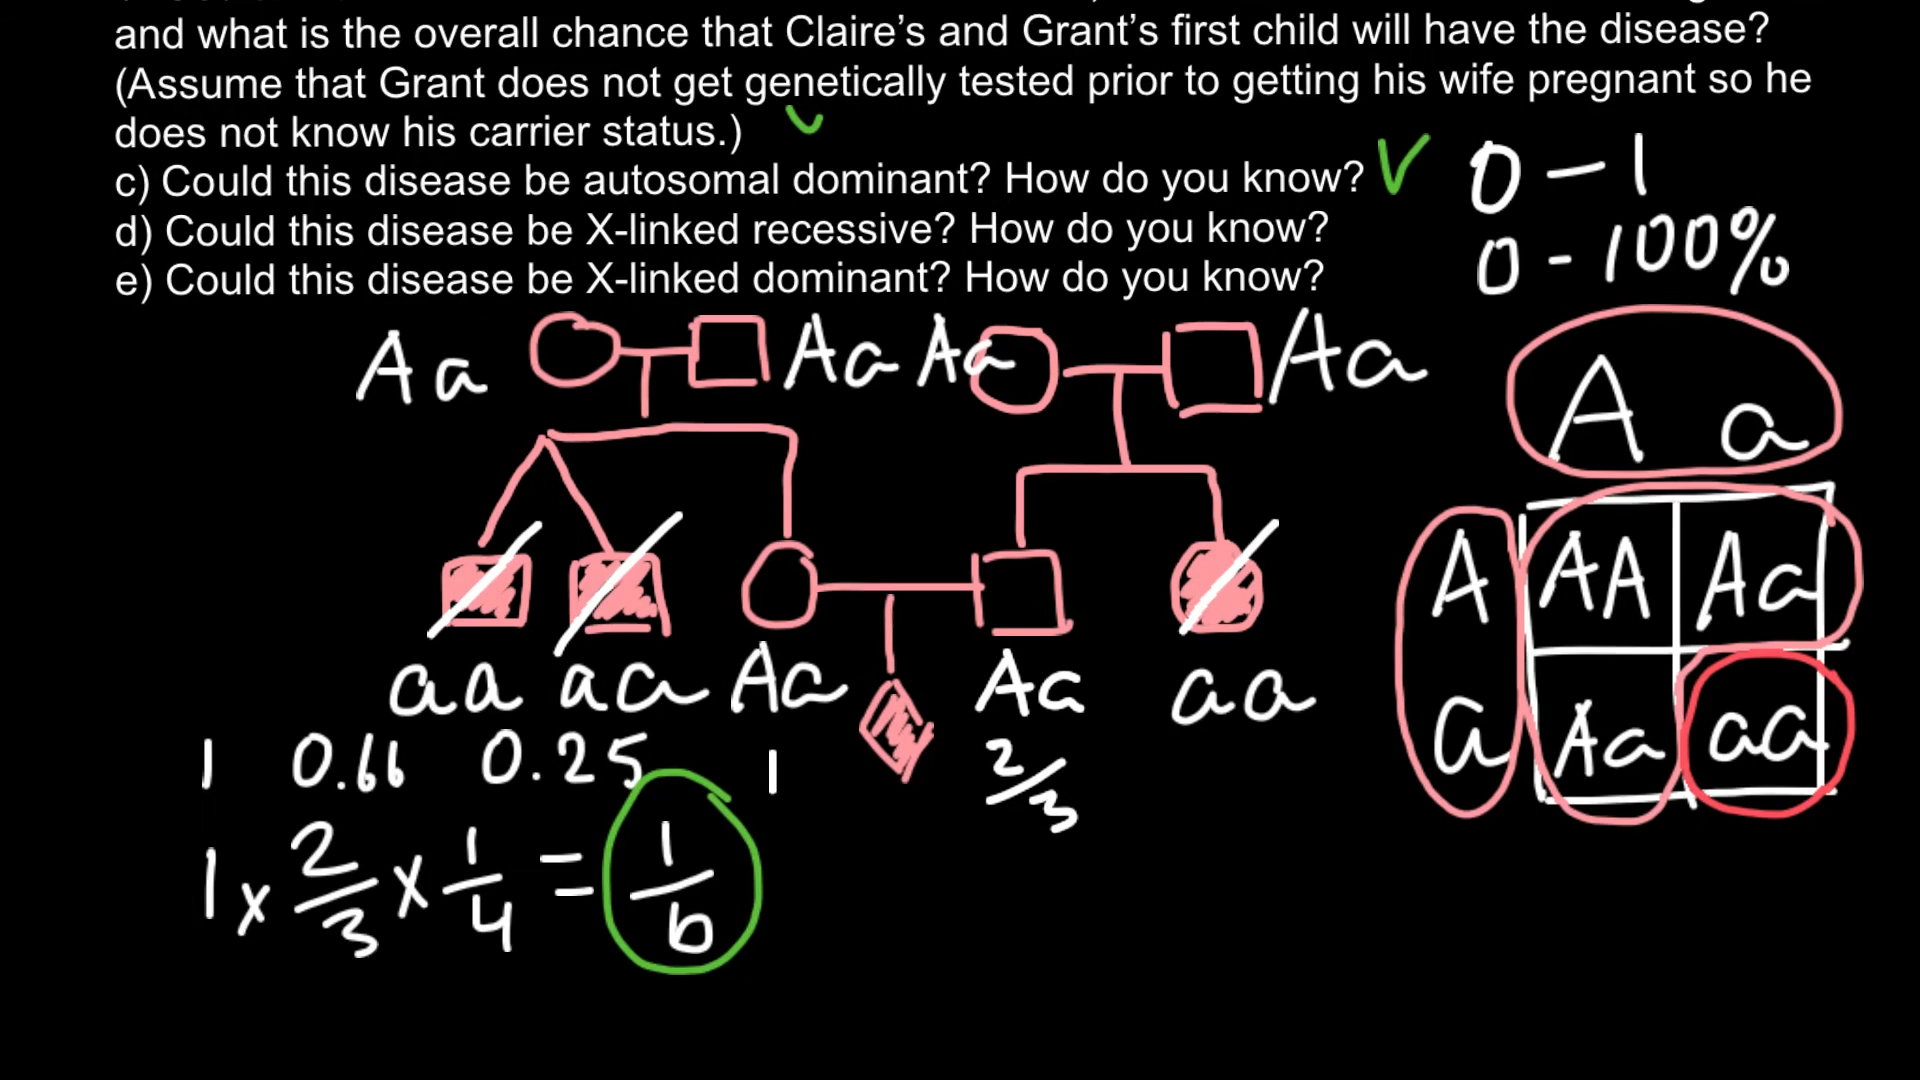 and what is the overall chance that Claire's and Grant's first child will have the disease?
(Assume that Grant does not get genetically tested prior to getting his wife pregnant so he
does not know his carrier status.)
c) Could this disease be autosomal dominant? How do you know?
d) Could this disease be X-linked recessive? How do you know?
e) Could this disease be X-linked dominant? How do you know?
0 - 1
0 - 100%
Aa Aa Aa Aa
A a
A AA Aa
a Aa aa
aa aa Aa Aa aa
1 0.66 0.25 1 2/3
1 x 2/3 x 1/4 = 1/6